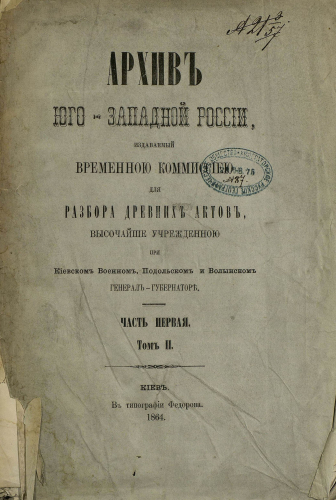 АРХИВЪ
ЮГО-ЗАПАДНОЙ РОССІИ,
ИЗДАВАЕМЫЙ
ВРЕМЕННОЮ КОММИССІЕЮ
ДЛЯ
РАЗБОРА ДРЕВНИХЪ АКТОВЪ,
ВЫСОЧАЙШЕ УЧРЕЖДЕННОЮ
ПРИ
Кіевскомъ Военномъ, Подольскомъ и Волынскомъ
ГЕНЕРАЛ-ГУБЕРНАТОРѢ,
ЧАСТЬ ПЕРВАЯ.
Томъ II.
КІЕВЪ.
Въ типографіи Федорова.
1864.